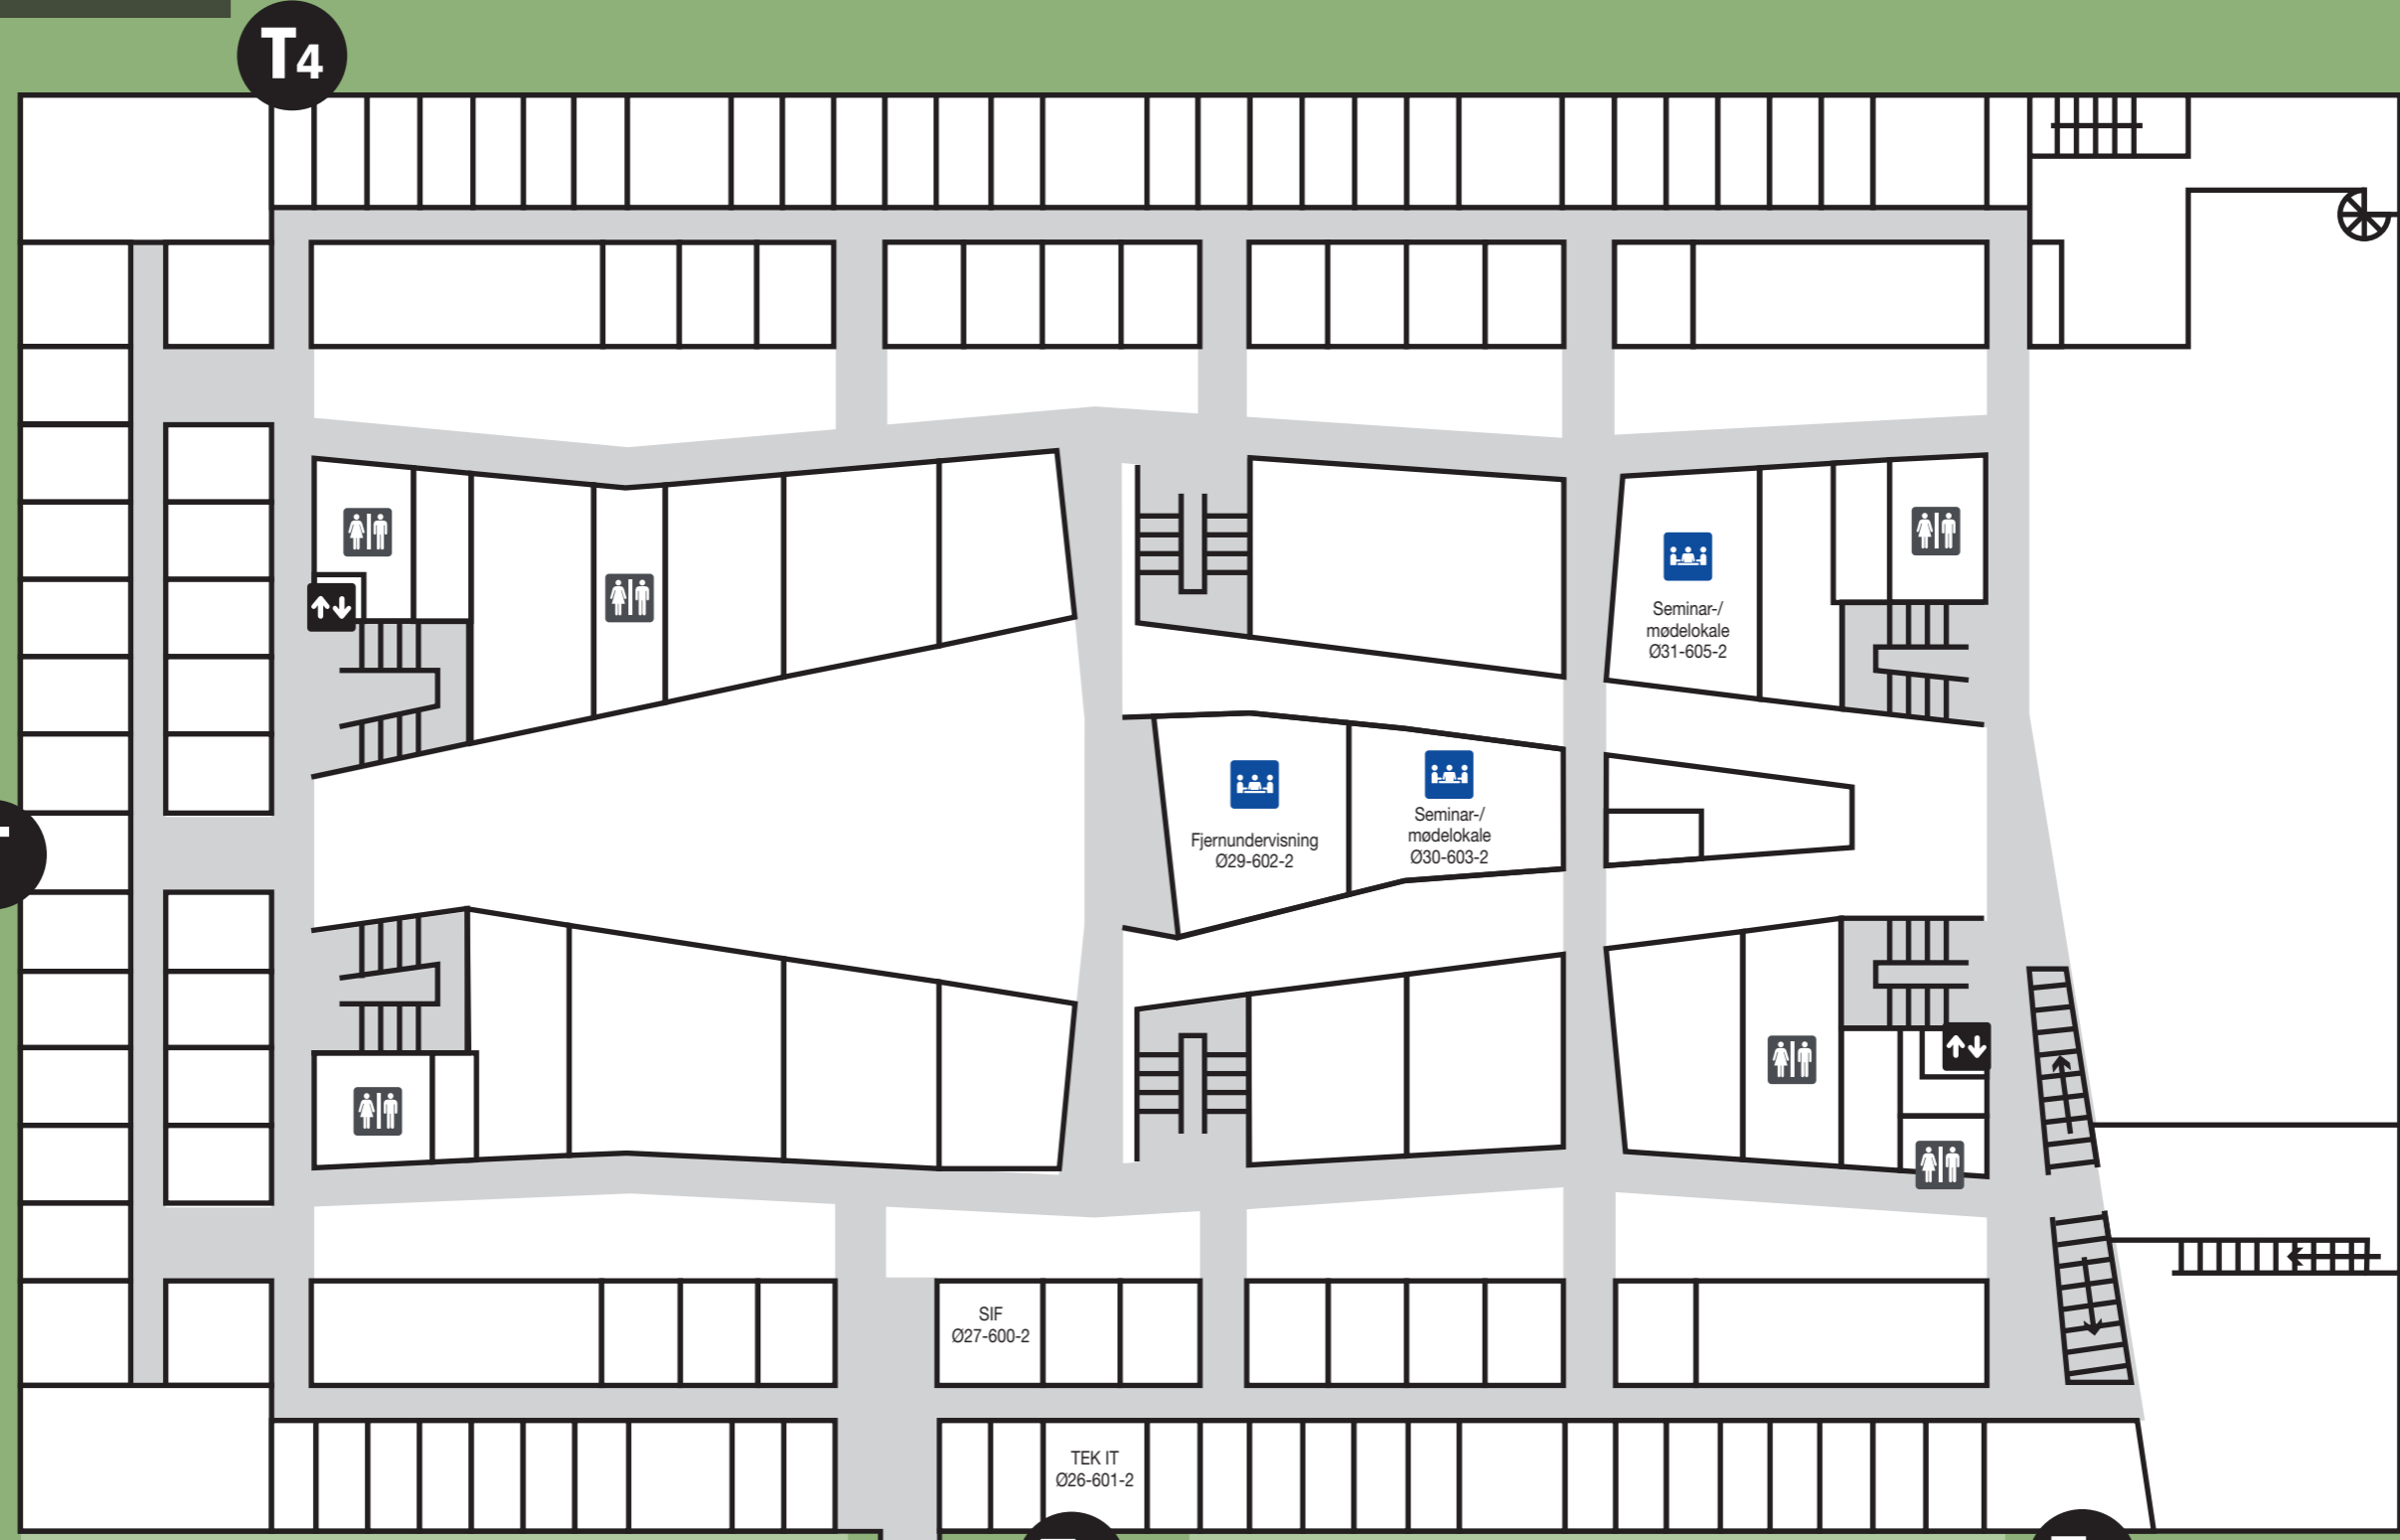 T4
Seminar-/
mødelokale
Ø31-605-2
Fjernundervisning
Ø29-602-2
Seminar-/
mødelokale
Ø30-603-2
SIF
Ø27-600-2
TEK IT
Ø26-601-2